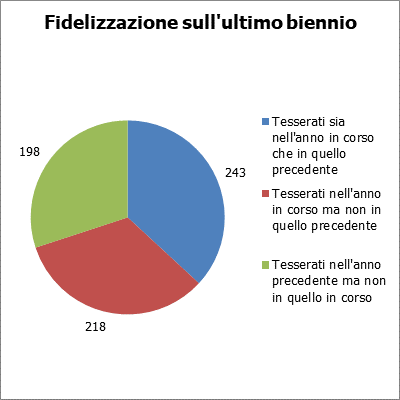 Fidelizzazione sull'ultimo biennio
198
243
218
Tesserati sia
nell'anno in corso
che in quello
precedente
Tesserati nell'anno
in corso ma non in
quello precedente
Tesserati nell'anno
precedente ma non
in quello in corso